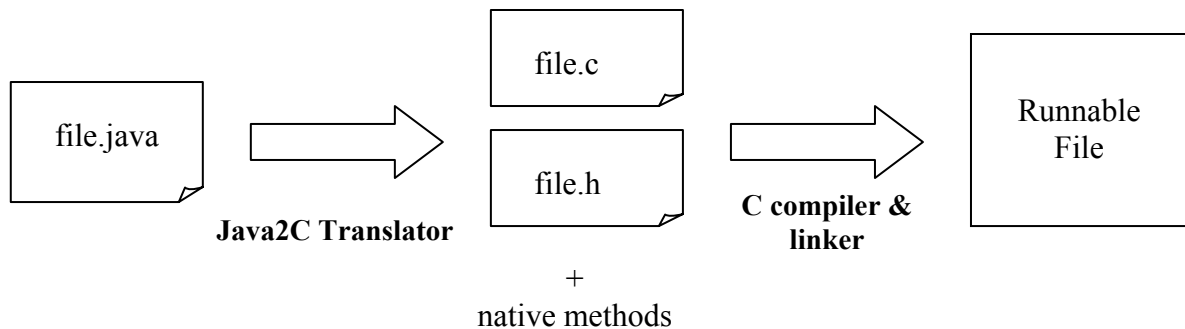 file.java
Java2C Translator
file.c
file.h
+
native methods
C compiler &
linker
Runnable
File